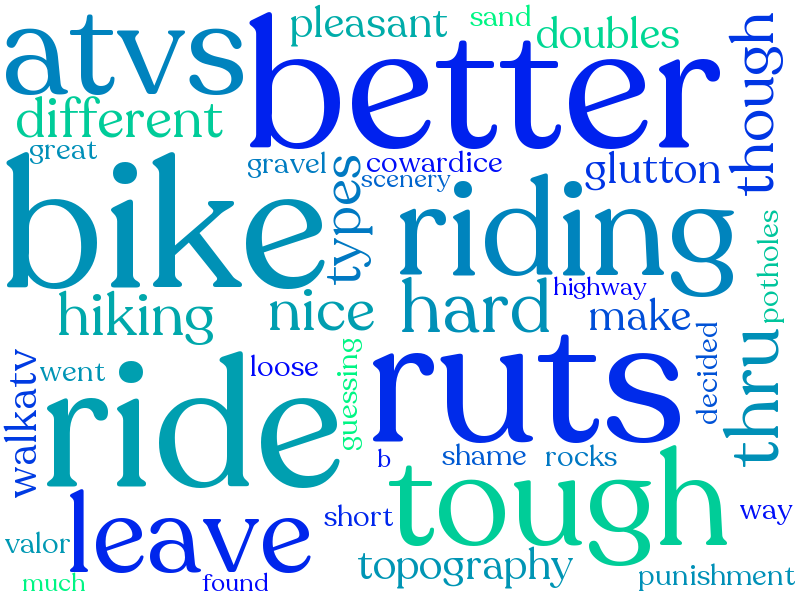 atvs
better
pleasant
sand
doubles
though
different
great
gravel
cowardice
glutton
bike
types
scenery
riding
potholes
hiking
nice
hard
highway
make
walkatv
went
ride
loose
guessing
ruts
decided
thru
b
shame
rocks
tough
leave
short
way
valor
topography
much
found
punishment